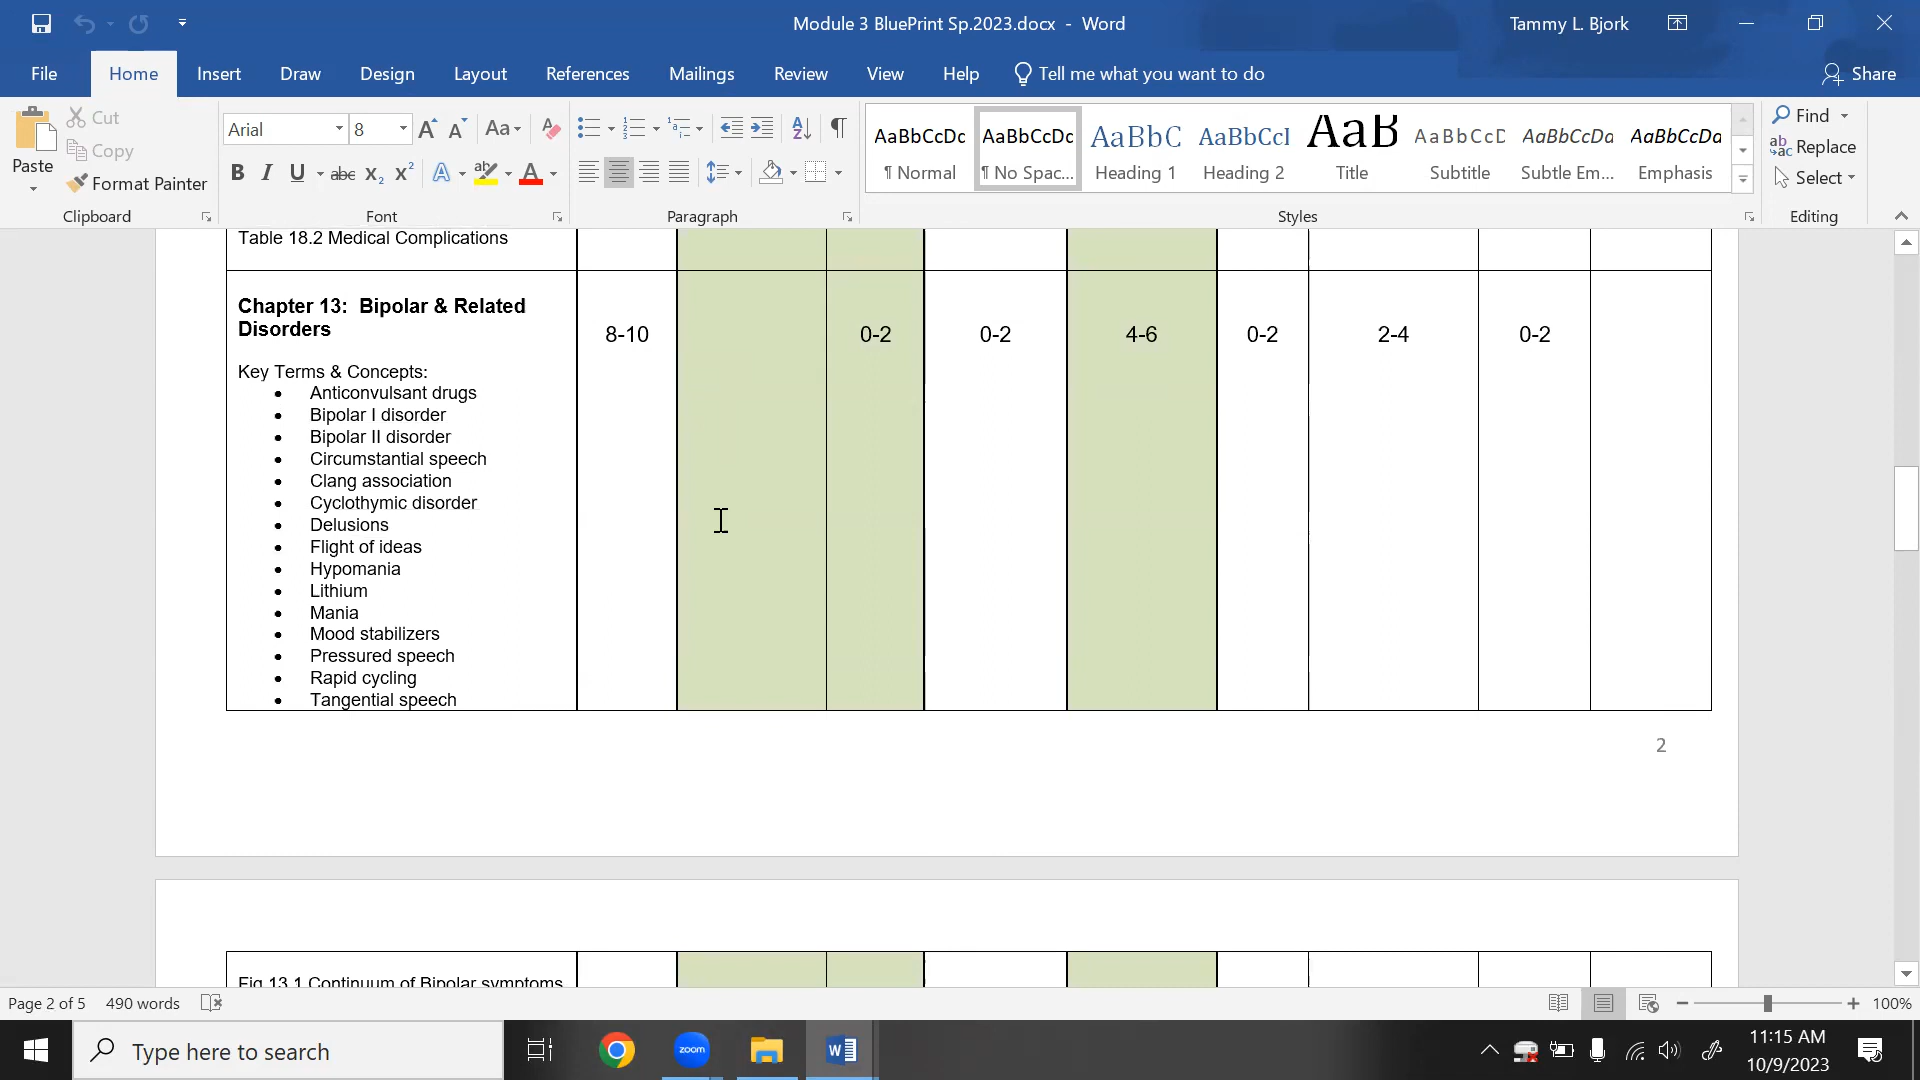 Module 3 BluePrint Sp.2023.docx - Word
Tammy L. Bjork
File Home Insert Draw Design Layout References Mailings Review View Help Tell me what you want to do Share
Paste
Cut
Copy
Format Painter
Clipboard
Arial 8
Font
Paragraph
AaBbCcDc AaBbCcDc AaBbC AaBbCcI AaB AaBbCcD AaBbCcDa AaBbCcDa
¶ Normal ¶ No Spac... Heading 1 Heading 2 Title Subtitle Subtle Em... Emphasis
Styles
Find
Replace
Select
Editing
Table 18.2 Medical Complications
Chapter 13: Bipolar & Related
Disorders
8-10 0-2 0-2 4-6 0-2 2-4 0-2
Key Terms & Concepts:
• Anticonvulsant drugs
• Bipolar I disorder
• Bipolar II disorder
• Circumstantial speech
• Clang association
• Cyclothymic disorder
• Delusions
• Flight of ideas
• Hypomania
• Lithium
• Mania
• Mood stabilizers
• Pressured speech
• Rapid cycling
• Tangential speech
2
Fig 13.1 Continuum of Bipolar symptoms
Page 2 of 5 490 words 100%
Type here to search
zoom
11:15 AM
10/9/2023